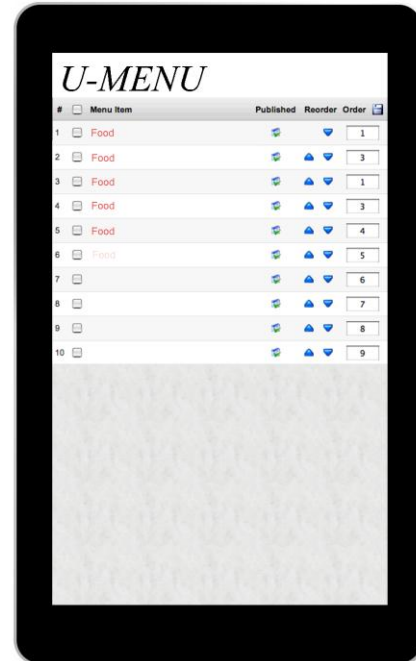 U-MENU
# Menu Item Published Reorder Order
1 Food 1
2 Food 3
3 Food 1
4 Food 3
5 Food 4
6 Food 5
7 6
8 7
9 8
10 9